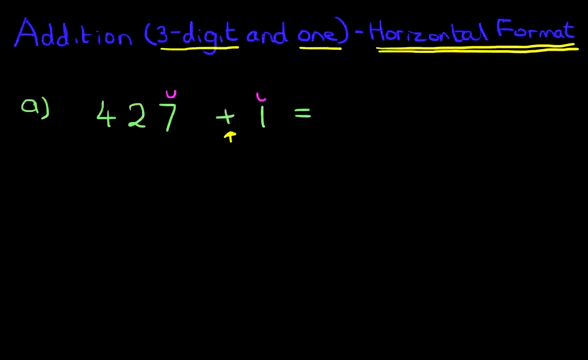 Addition (3-digit and one) - Horizontal Format
U U
a) 427 + 1 =